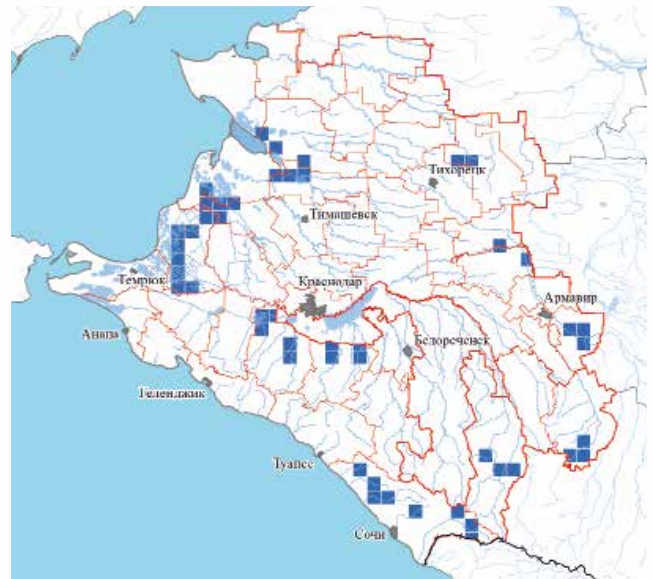 Тихорецк
Тимашевск
Темрюк
Краснодар
Армавир
Анапа
Белореченск
Геленджик
Туапсе
Сочи